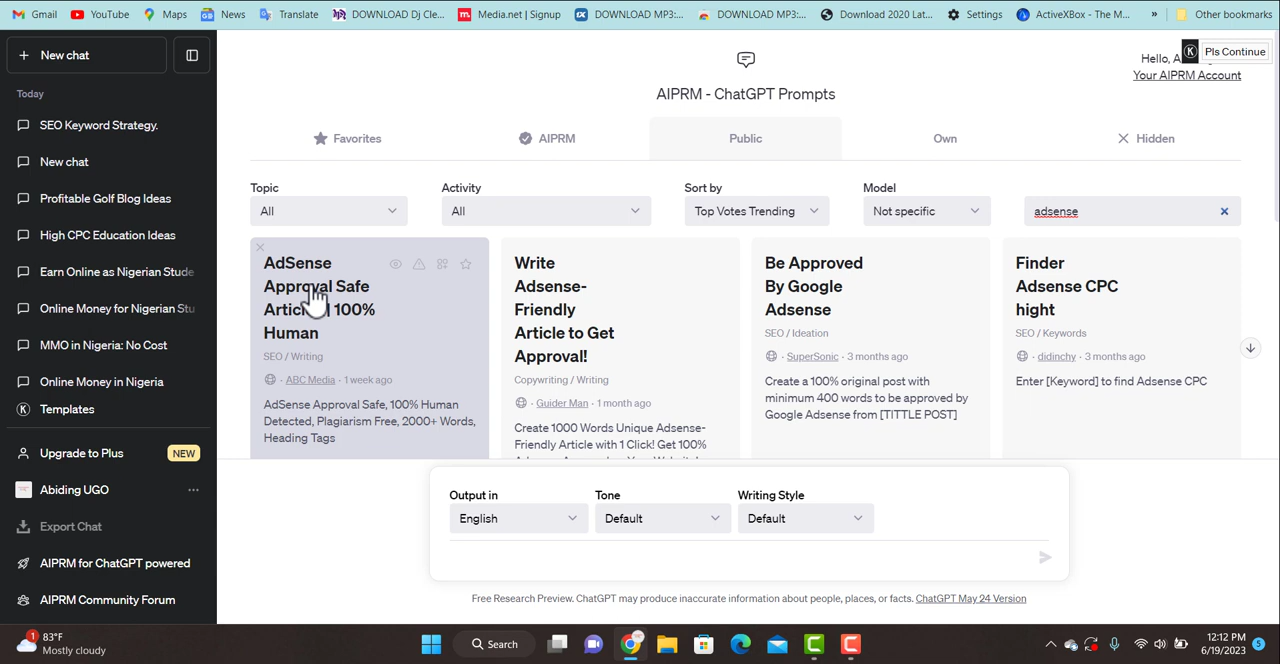 Gmail YouTube Maps News Translate DOWNLOAD Dj Cle... Media.net | Signup DOWNLOAD MP3:... DOWNLOAD MP3:... Download 2020 Lat... Settings ActiveXBox - The M... » Other bookmarks
New chat
Today
SEO Keyword Strategy.
New chat
Profitable Golf Blog Ideas
High CPC Education Ideas
Earn Online as Nigerian Stude
Online Money for Nigerian Stu
MMO in Nigeria: No Cost
Online Money in Nigeria
Templates
Upgrade to Plus NEW
Abiding UGO
Export Chat
AIPRM for ChatGPT powered
AIPRM Community Forum
Hello, A
Pls Continue
Your AIPRM Account
AIPRM - ChatGPT Prompts
Favorites AIPRM Public Own Hidden
Topic Activity Sort by Model
All All Top Votes Trending Not specific adsense
AdSense
Approval Safe
| 100%
Human
SEO / Writing
· ABC Media · 1 week ago
AdSense Approval Safe, 100% Human
Detected, Plagiarism Free, 2000+ Words,
Heading Tags
Write
Adsense-
Friendly
Article to Get
Approval!
Copywriting / Writing
· Guider Man · 1 month ago
Create 1000 Words Unique Adsense-
Friendly Article with 1 Click! Get 100%
Be Approved
By Google
Adsense
SEO / Ideation
· SuperSonic · 3 months ago
Create a 100% original post with
minimum 400 words to be approved by
Google Adsense from [TITTLE POST]
Finder
Adsense CPC
hight
SEO / Keywords
· didinchy · 3 months ago
Enter [Keyword] to find Adsense CPC
Output in Tone Writing Style
English Default Default
Free Research Preview. ChatGPT may produce inaccurate information about people, places, or facts. ChatGPT May 24 Version
1
83°F
Mostly cloudy
Search
12:12 PM
6/19/2023
5